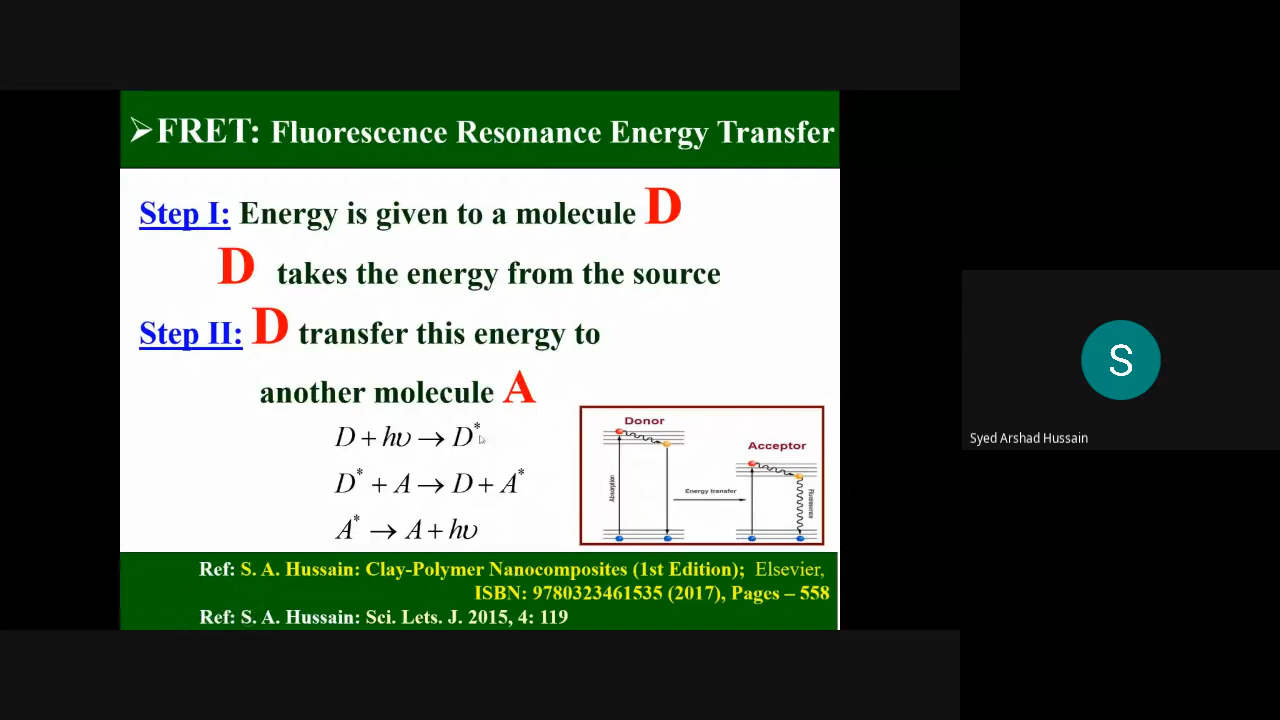 ➢FRET: Fluorescence Resonance Energy Transfer
Step I: Energy is given to a molecule D
D takes the energy from the source
Step II: D transfer this energy to
another molecule A
D + hυ → D*
D* + A → D + A*
A* → A + hυ
Donor
Acceptor
Absorption
Energy transfer
Fluorescence
Ref: S. A. Hussain: Clay-Polymer Nanocomposites (1st Edition); Elsevier,
ISBN: 9780323461535 (2017), Pages – 558
Ref: S. A. Hussain: Sci. Lets. J. 2015, 4: 119
S
Syed Arshad Hussain